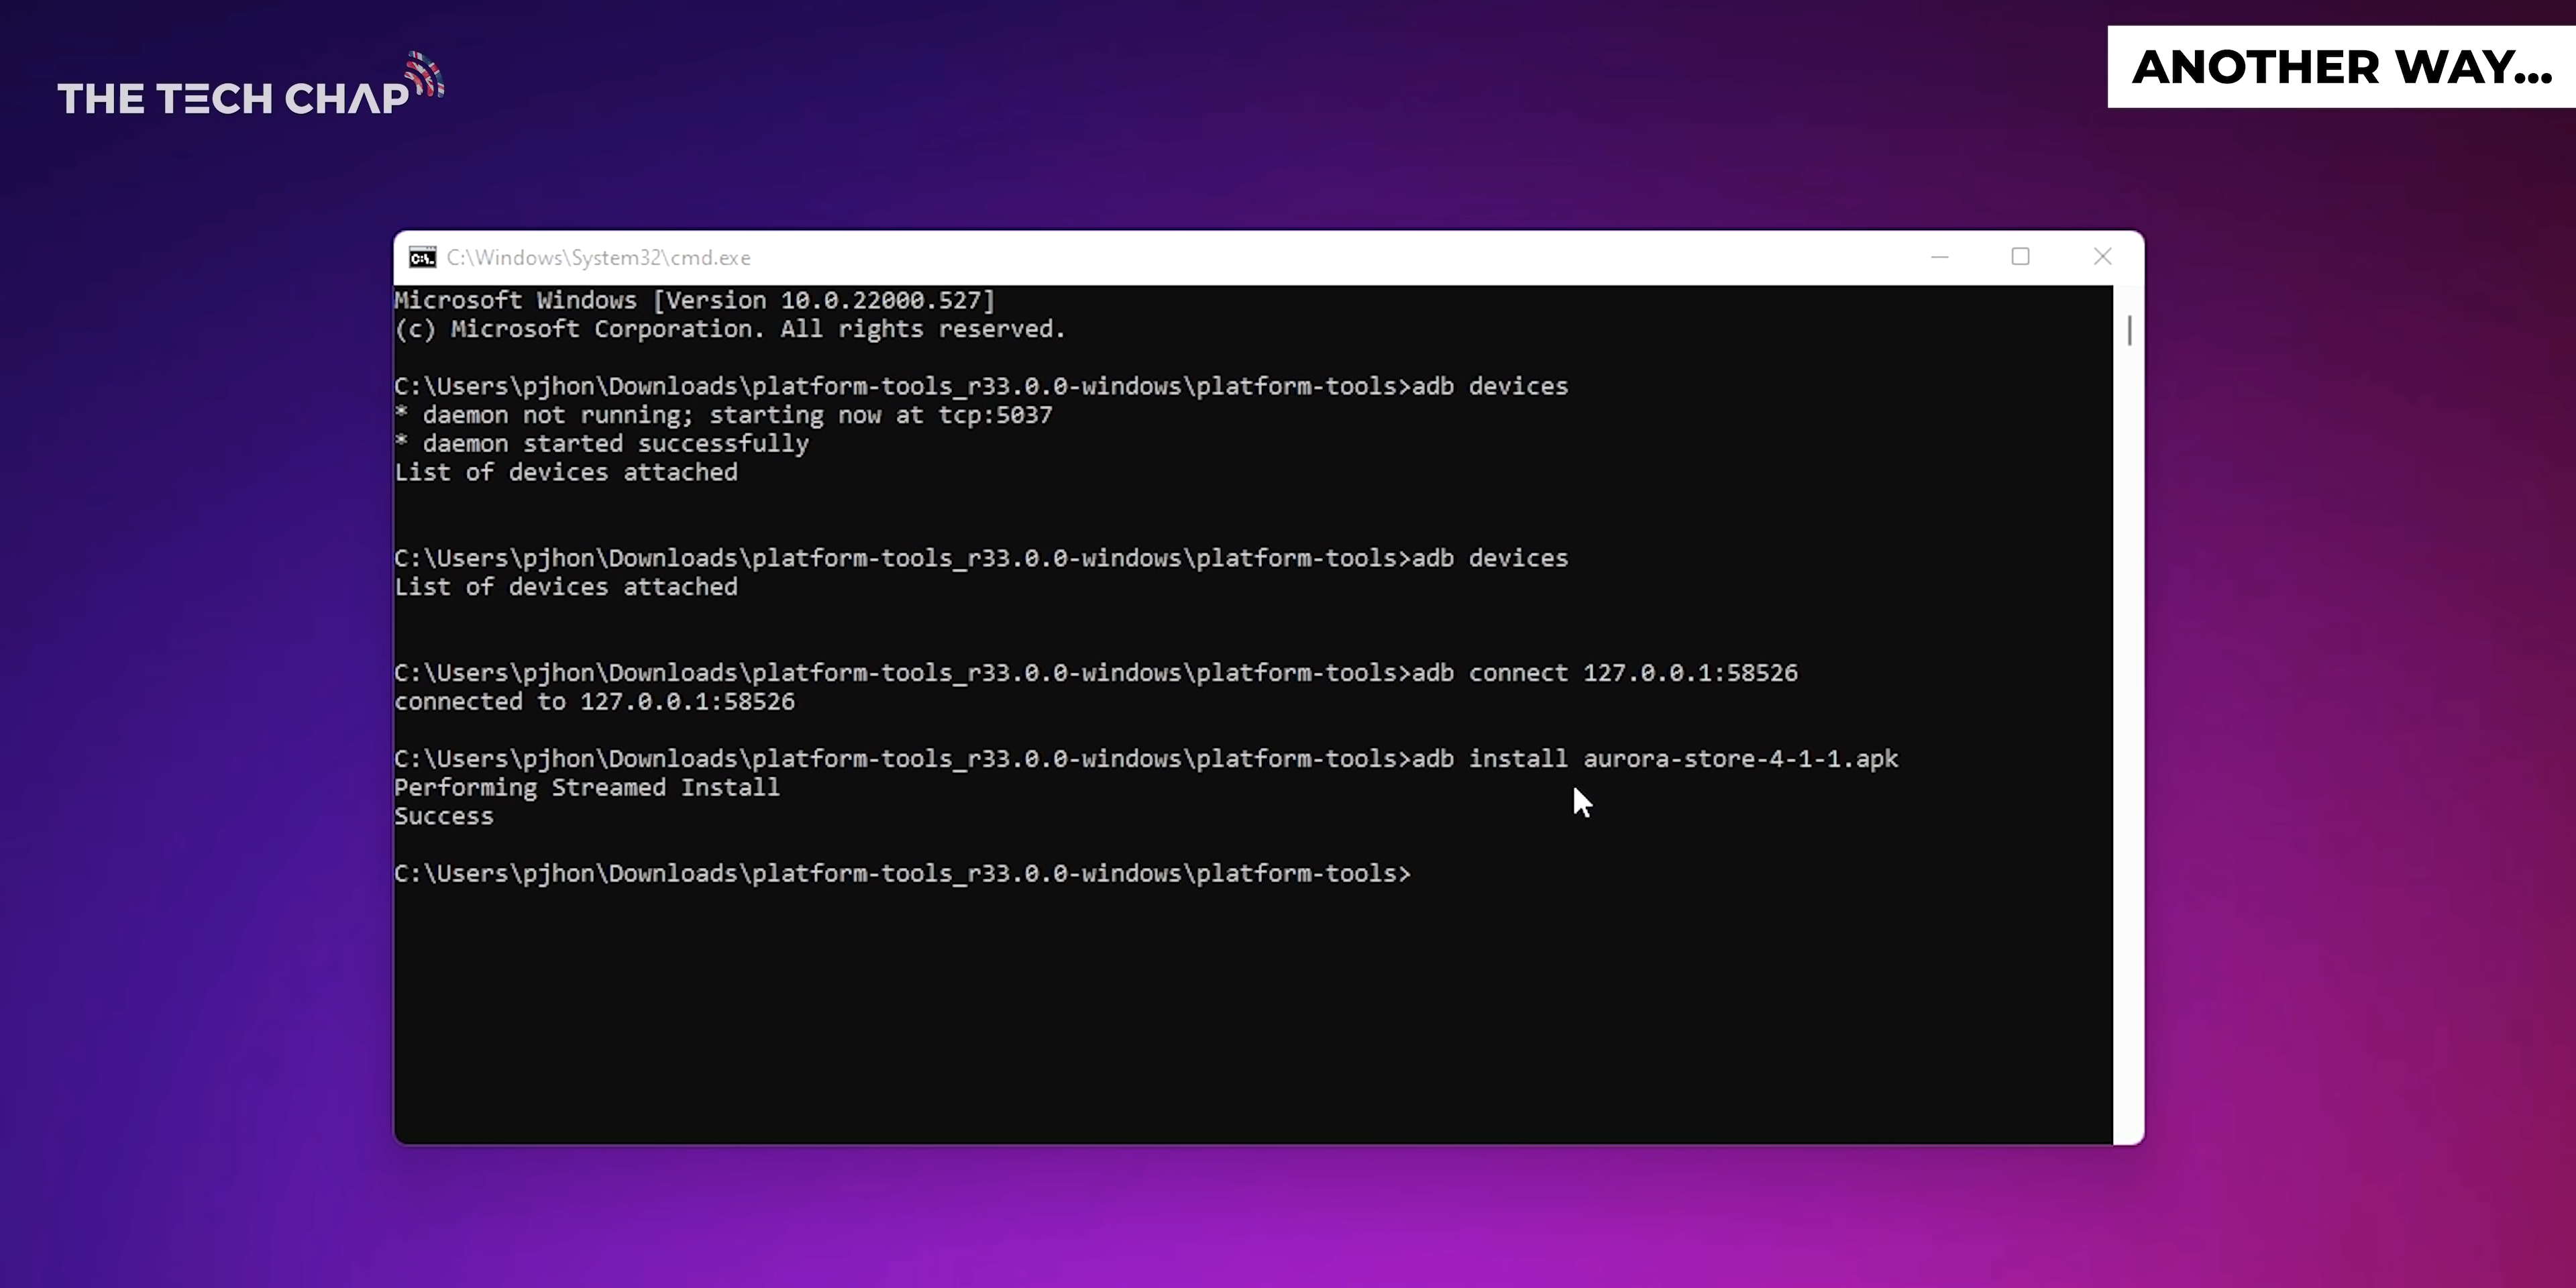 THE TECH CHAP
ANOTHER WAY...
C:\Windows\System32\cmd.exe
Microsoft Windows [Version 10.0.22000.527]
(c) Microsoft Corporation. All rights reserved.
C:\Users\pjhon\Downloads\platform-tools_r33.0.0-windows\platform-tools>adb devices
* daemon not running; starting now at tcp:5037
* daemon started successfully
List of devices attached
C:\Users\pjhon\Downloads\platform-tools_r33.0.0-windows\platform-tools>adb devices
List of devices attached
C:\Users\pjhon\Downloads\platform-tools_r33.0.0-windows\platform-tools>adb connect 127.0.0.1:58526
connected to 127.0.0.1:58526
C:\Users\pjhon\Downloads\platform-tools_r33.0.0-windows\platform-tools>adb install aurora-store-4-1-1.apk
Performing Streamed Install
Success
C:\Users\pjhon\Downloads\platform-tools_r33.0.0-windows\platform-tools>